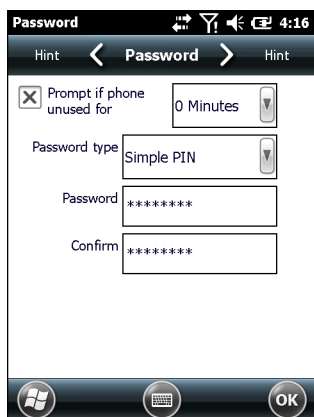 Password 4:16
Hint Password Hint
Prompt if phone
unused for
0 Minutes
Password type
Simple PIN
Password ********
Confirm ********
OK